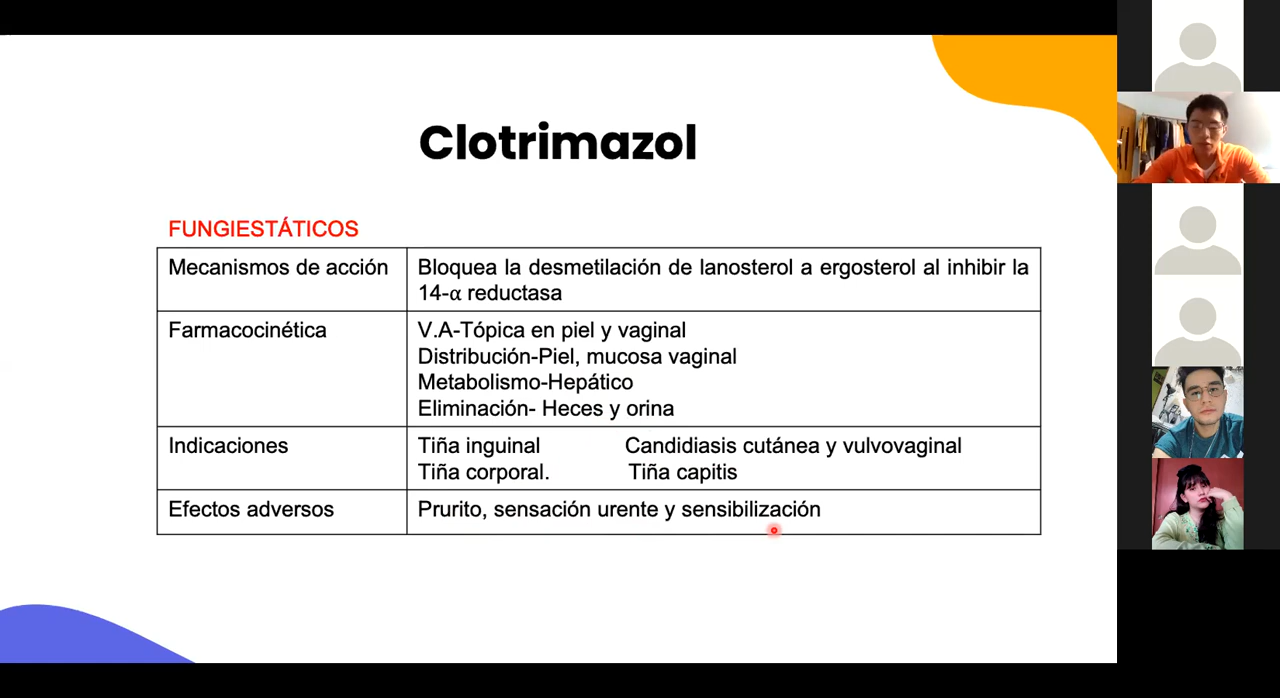 Clotrimazol
FUNGIESTÁTICOS
Mecanismos de acción
Bloquea la desmetilación de lanosterol a ergosterol al inhibir la
14-α reductasa
Farmacocinética
V.A-Tópica en piel y vaginal
Distribución-Piel, mucosa vaginal
Metabolismo-Hepático
Eliminación- Heces y orina
Indicaciones
Tiña inguinal Candidiasis cutánea y vulvovaginal
Tiña corporal. Tiña capitis
Efectos adversos
Prurito, sensación urente y sensibilización